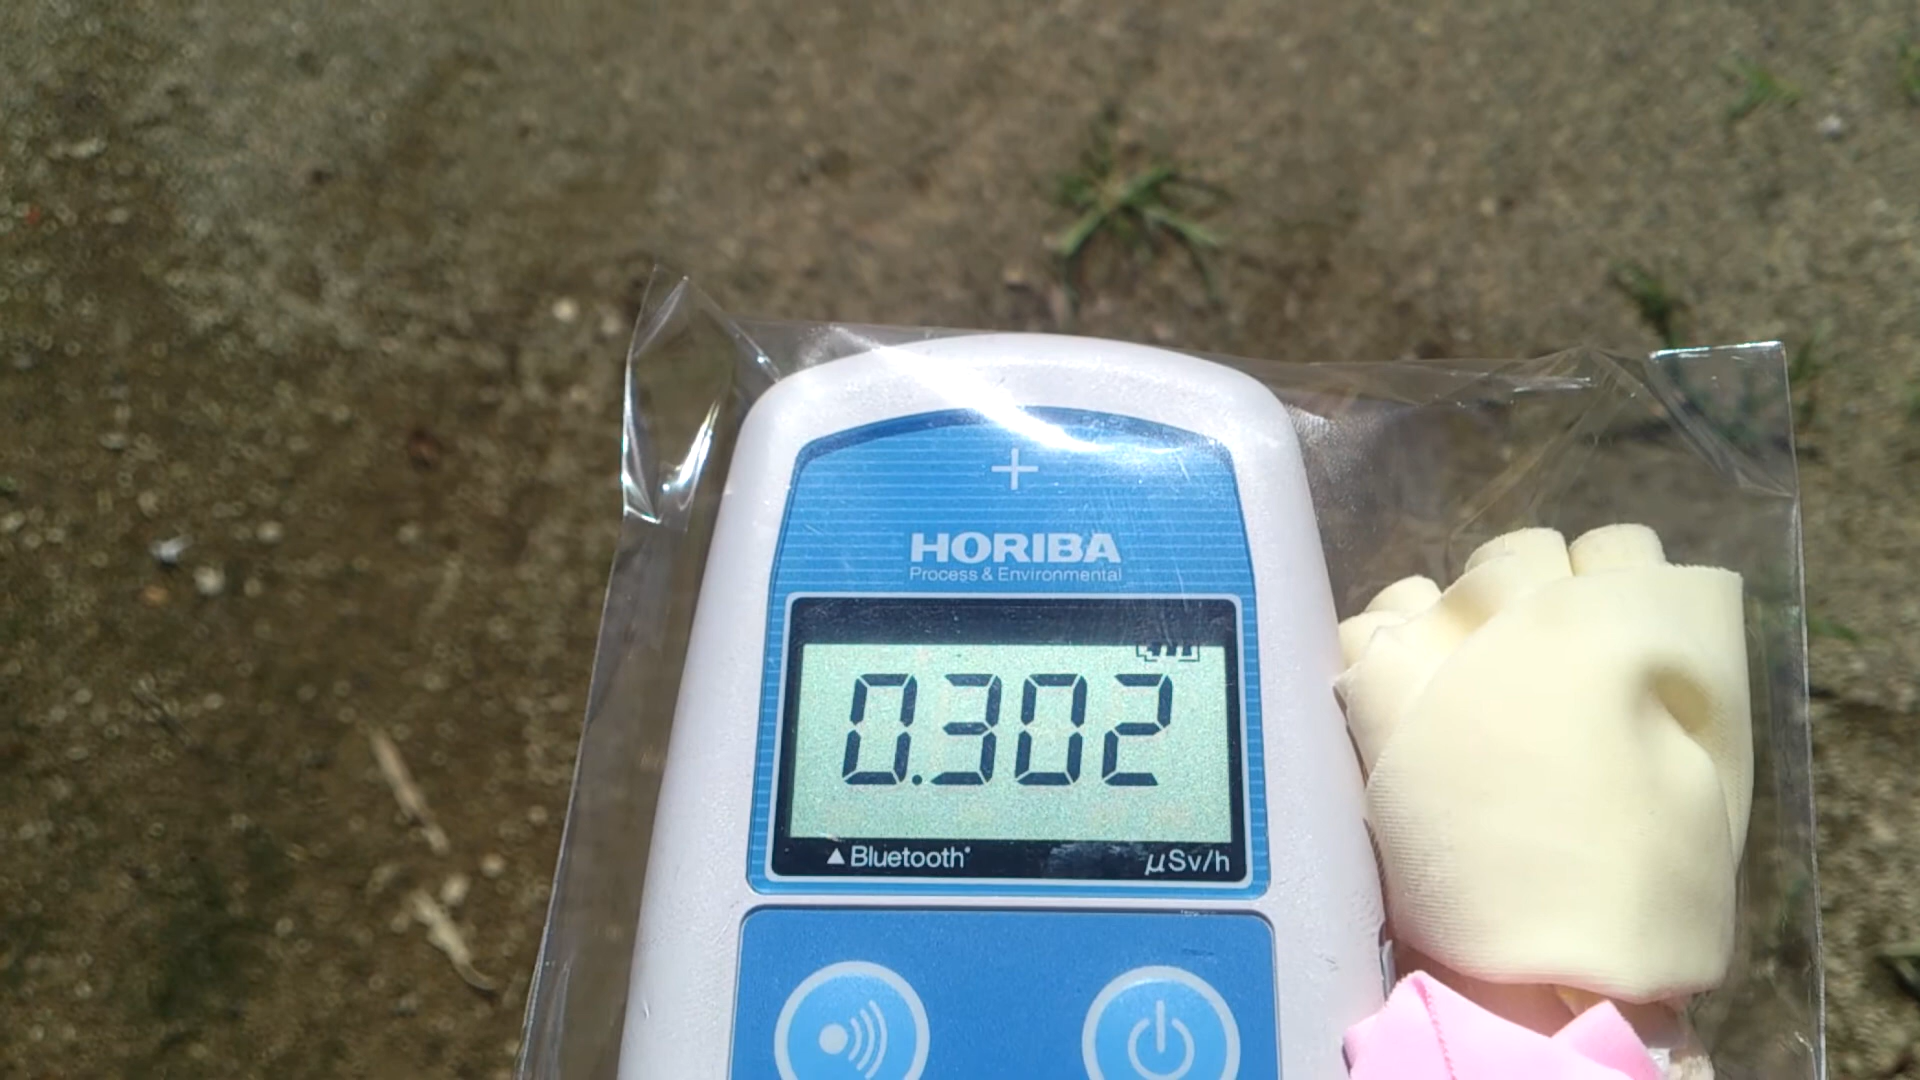 HORIBA
Process & Environmental
0.302
▲Bluetooth®
μSv/h